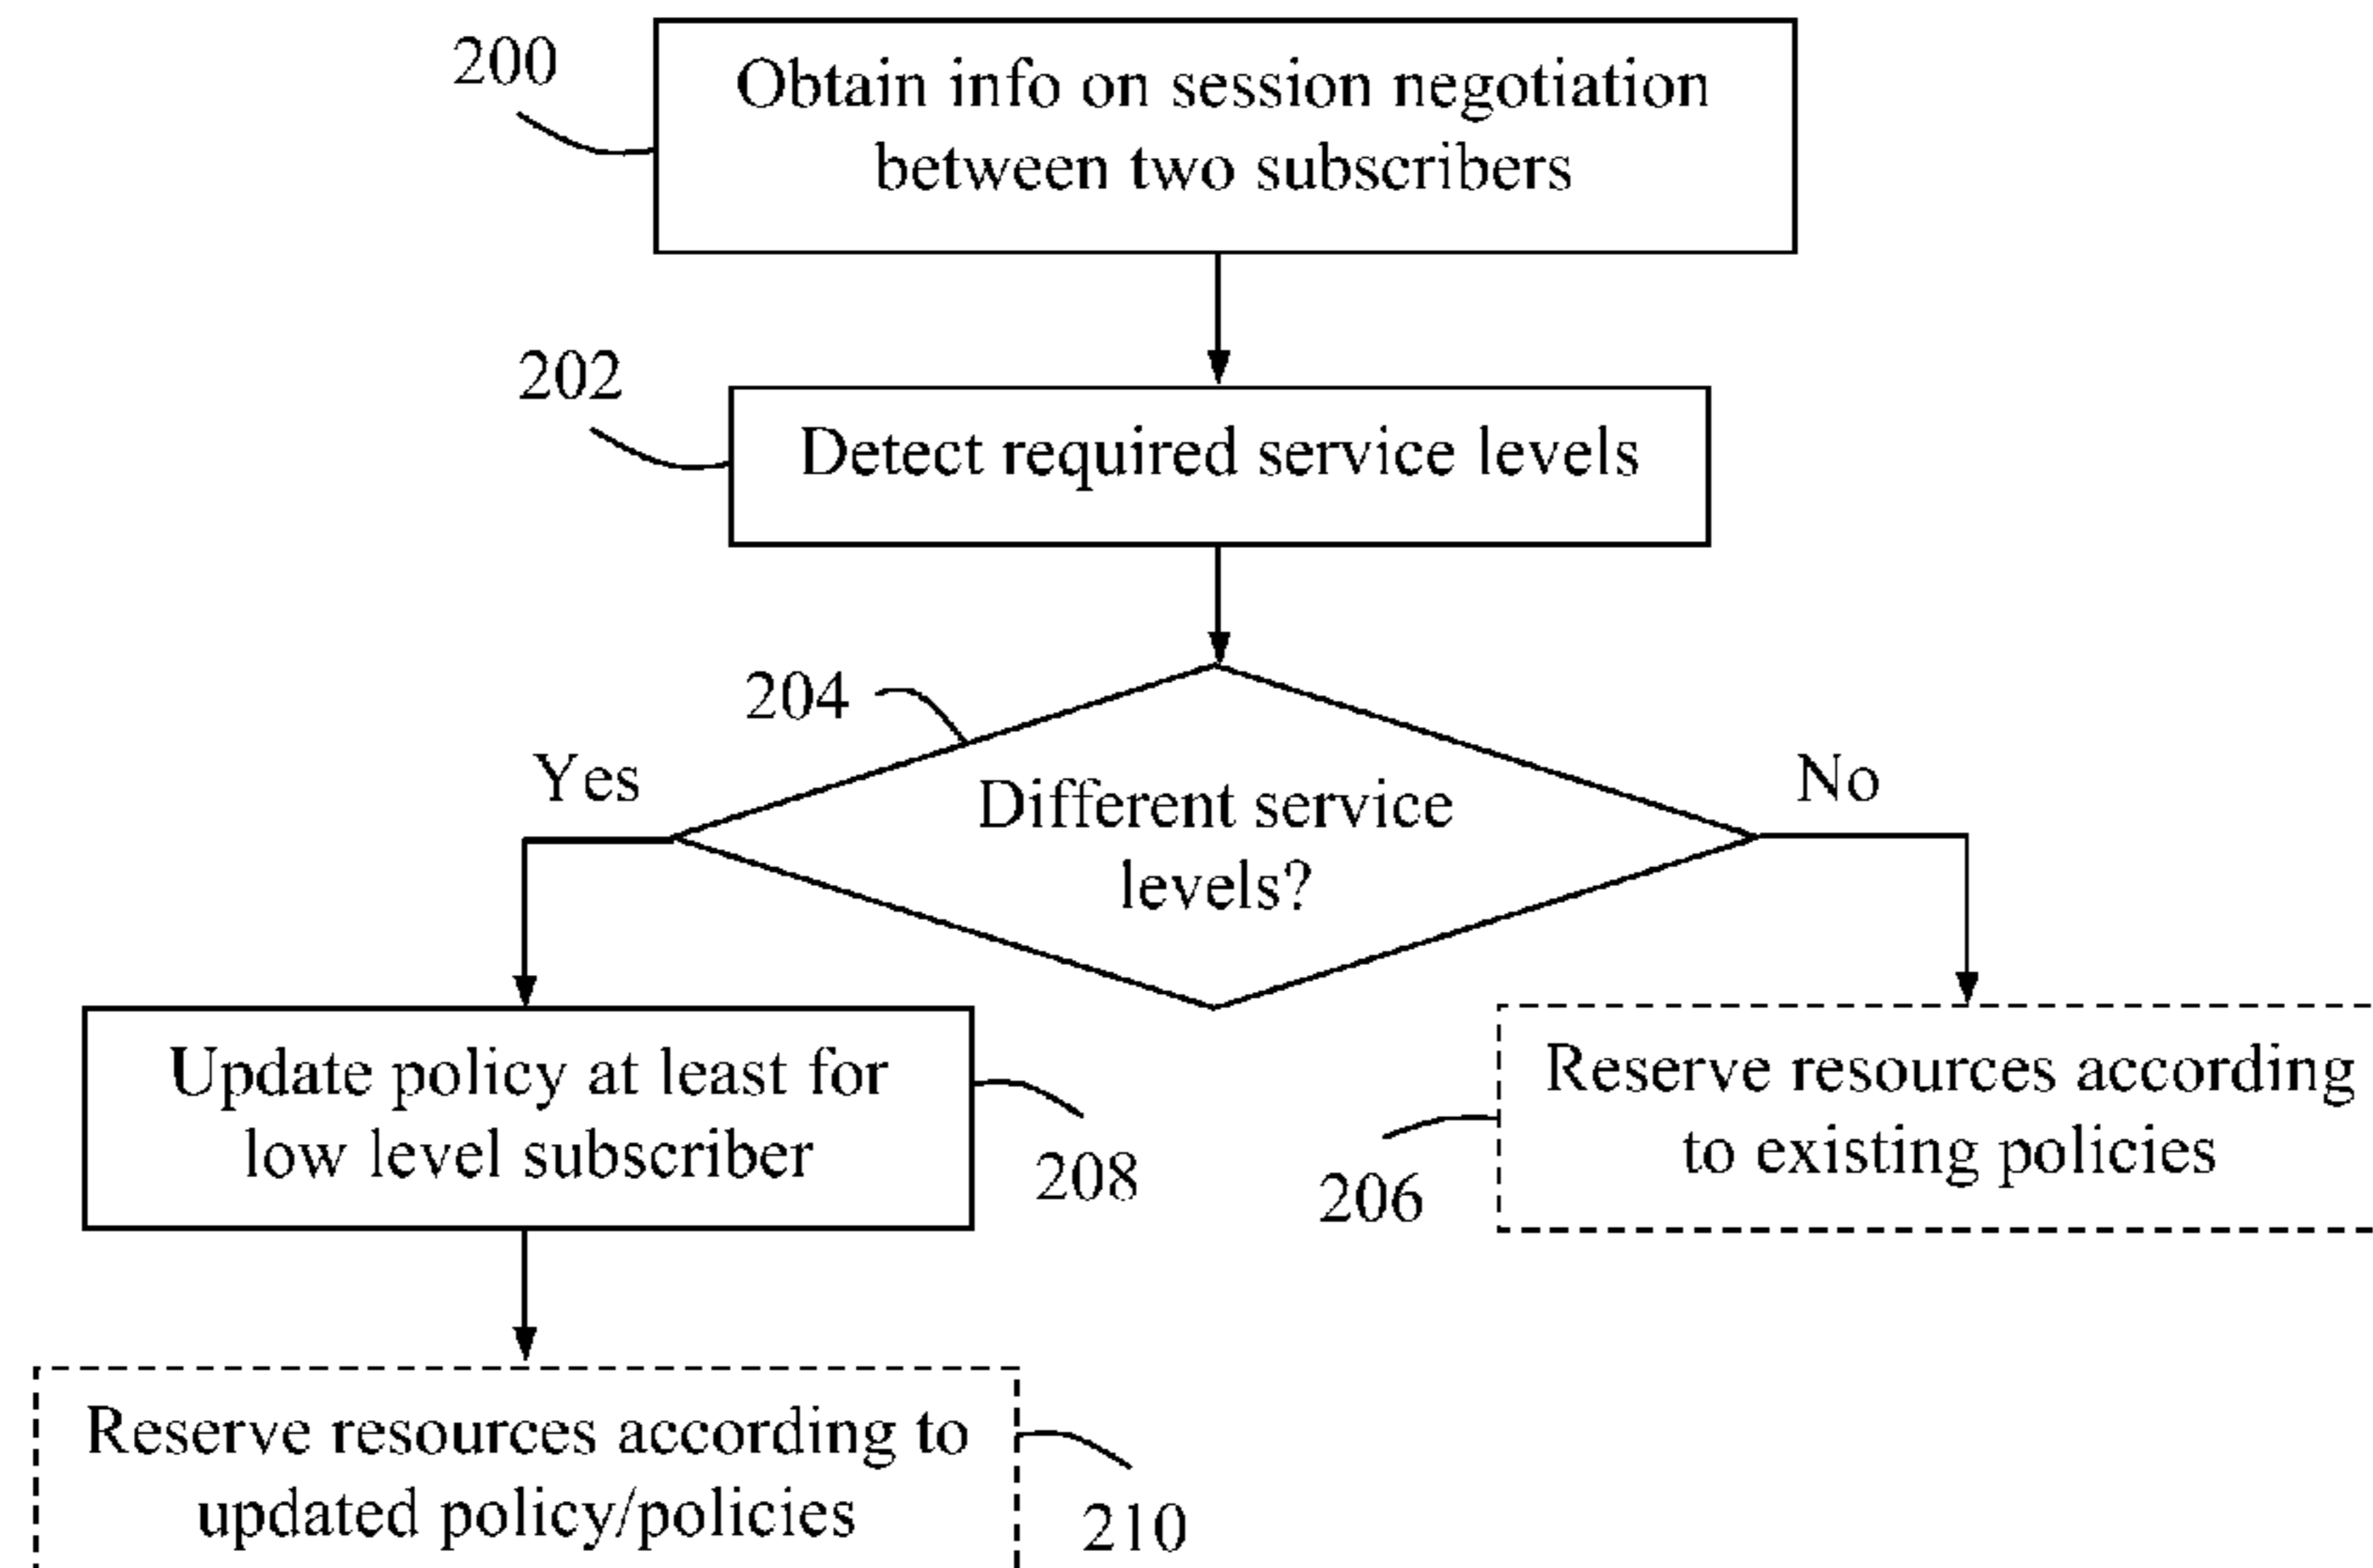 200
Obtain info on session negotiation
between two subscribers
202
Detect required service levels
204
Yes
Different service
levels?
No
Update policy at least for
low level subscriber
208
206
Reserve resources according
to existing policies
Reserve resources according to
updated policy/policies
210